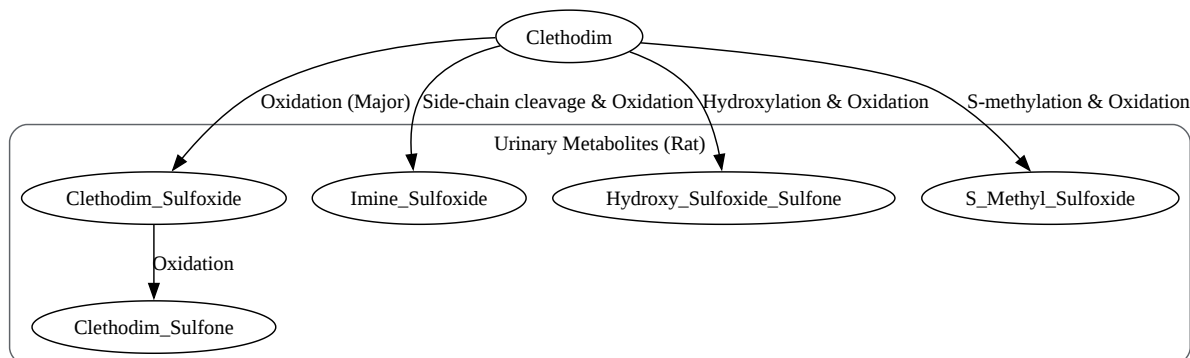 Clethodim
Oxidation (Major)
Side-chain cleavage & Oxidation
Hydroxylation & Oxidation
S-methylation & Oxidation
Urinary Metabolites (Rat)
Clethodim_Sulfoxide
Imine_Sulfoxide
Hydroxy_Sulfoxide_Sulfone
S_Methyl_Sulfoxide
Oxidation
Clethodim_Sulfone